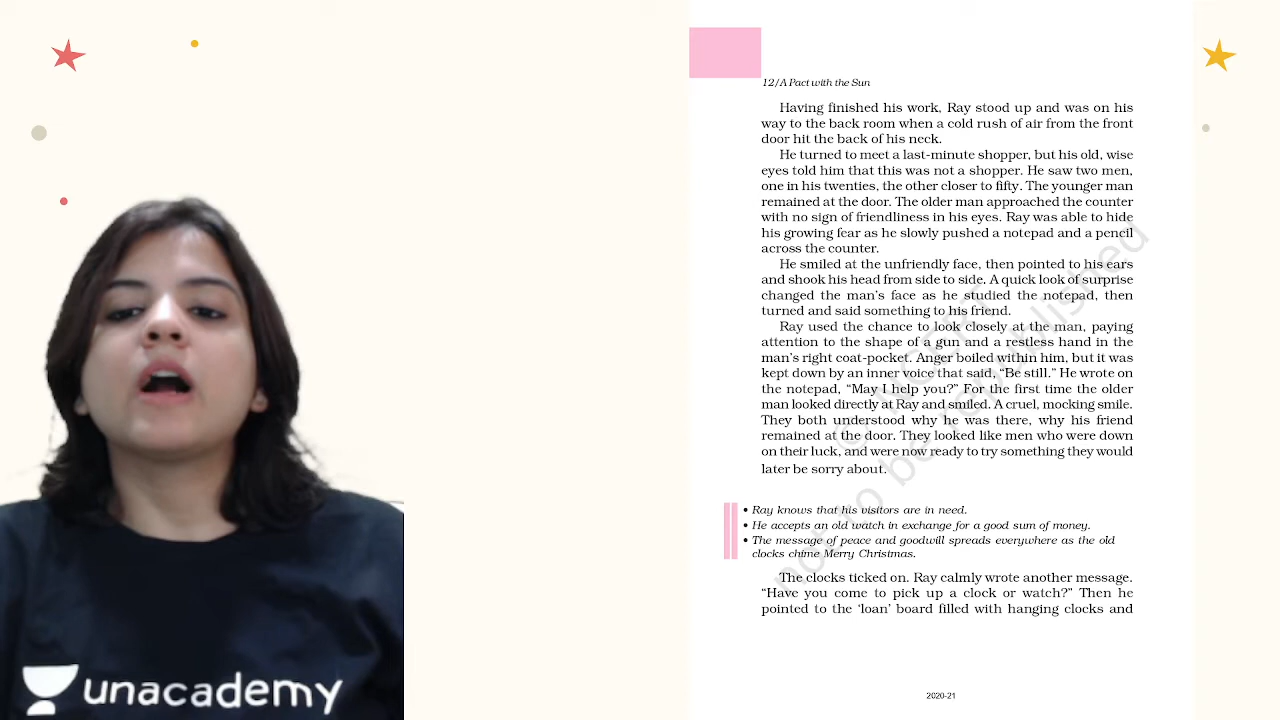 12/A Pact with the Sun
Having finished his work, Ray stood up and was on his
way to the back room when a cold rush of air from the front
door hit the back of his neck.
He turned to meet a last-minute shopper, but his old, wise
eyes told him that this was not a shopper. He saw two men,
one in his twenties, the other closer to fifty. The younger man
remained at the door. The older man approached the counter
with no sign of friendliness in his eyes. Ray was able to hide
his growing fear as he slowly pushed a notepad and a pencil
across the counter.
He smiled at the unfriendly face, then pointed to his ears
and shook his head from side to side. A quick look of surprise
changed the man's face as he studied the notepad, then
turned and said something to his friend.
Ray used the chance to look closely at the man, paying
attention to the shape of a gun and a restless hand in the
man's right coat-pocket. Anger boiled within him, but it was
kept down by an inner voice that said, “Be still.” He wrote on
the notepad, “May I help you?” For the first time the older
man looked directly at Ray and smiled. A cruel, mocking smile.
They both understood why he was there, why his friend
remained at the door. They looked like men who were down
on their luck, and were now ready to try something they would
later be sorry about.
• Ray knows that his visitors are in need.
• He accepts an old watch in exchange for a good sum of money.
• The message of peace and goodwill spreads everywhere as the old
clocks chime Merry Christmas.
The clocks ticked on. Ray calmly wrote another message.
“Have you come to pick up a clock or watch?” Then he
pointed to the ‘loan’ board filled with hanging clocks and
2020-21
© NCERT
not to be republished
unacademy